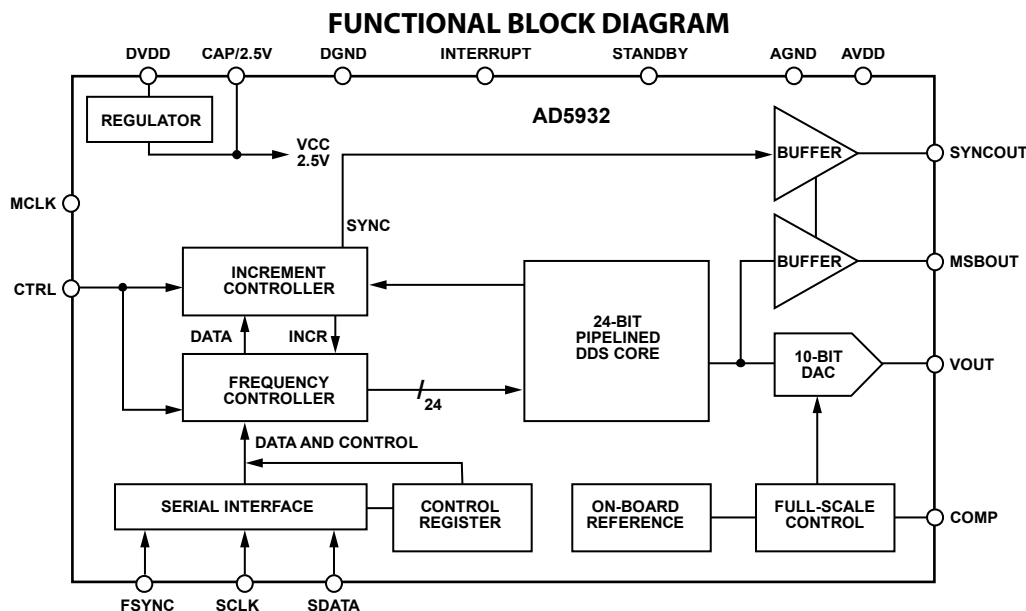 FUNCTIONAL BLOCK DIAGRAM
DVDD
CAP/2.5V
DGND
INTERRUPT
STANDBY
AGND
AVDD
REGULATOR
AD5932
VCC
2.5V
BUFFER
SYNCOUT
MCLK
SYNC
INCREMENT
CONTROLLER
BUFFER
MSBOUT
CTRL
24-BIT
PIPELINED
DDS CORE
DATA
INCR
10-BIT
DAC
VOUT
FREQUENCY
CONTROLLER
24
DATA AND CONTROL
SERIAL INTERFACE
CONTROL
REGISTER
ON-BOARD
REFERENCE
FULL-SCALE
CONTROL
COMP
FSYNC
SCLK
SDATA